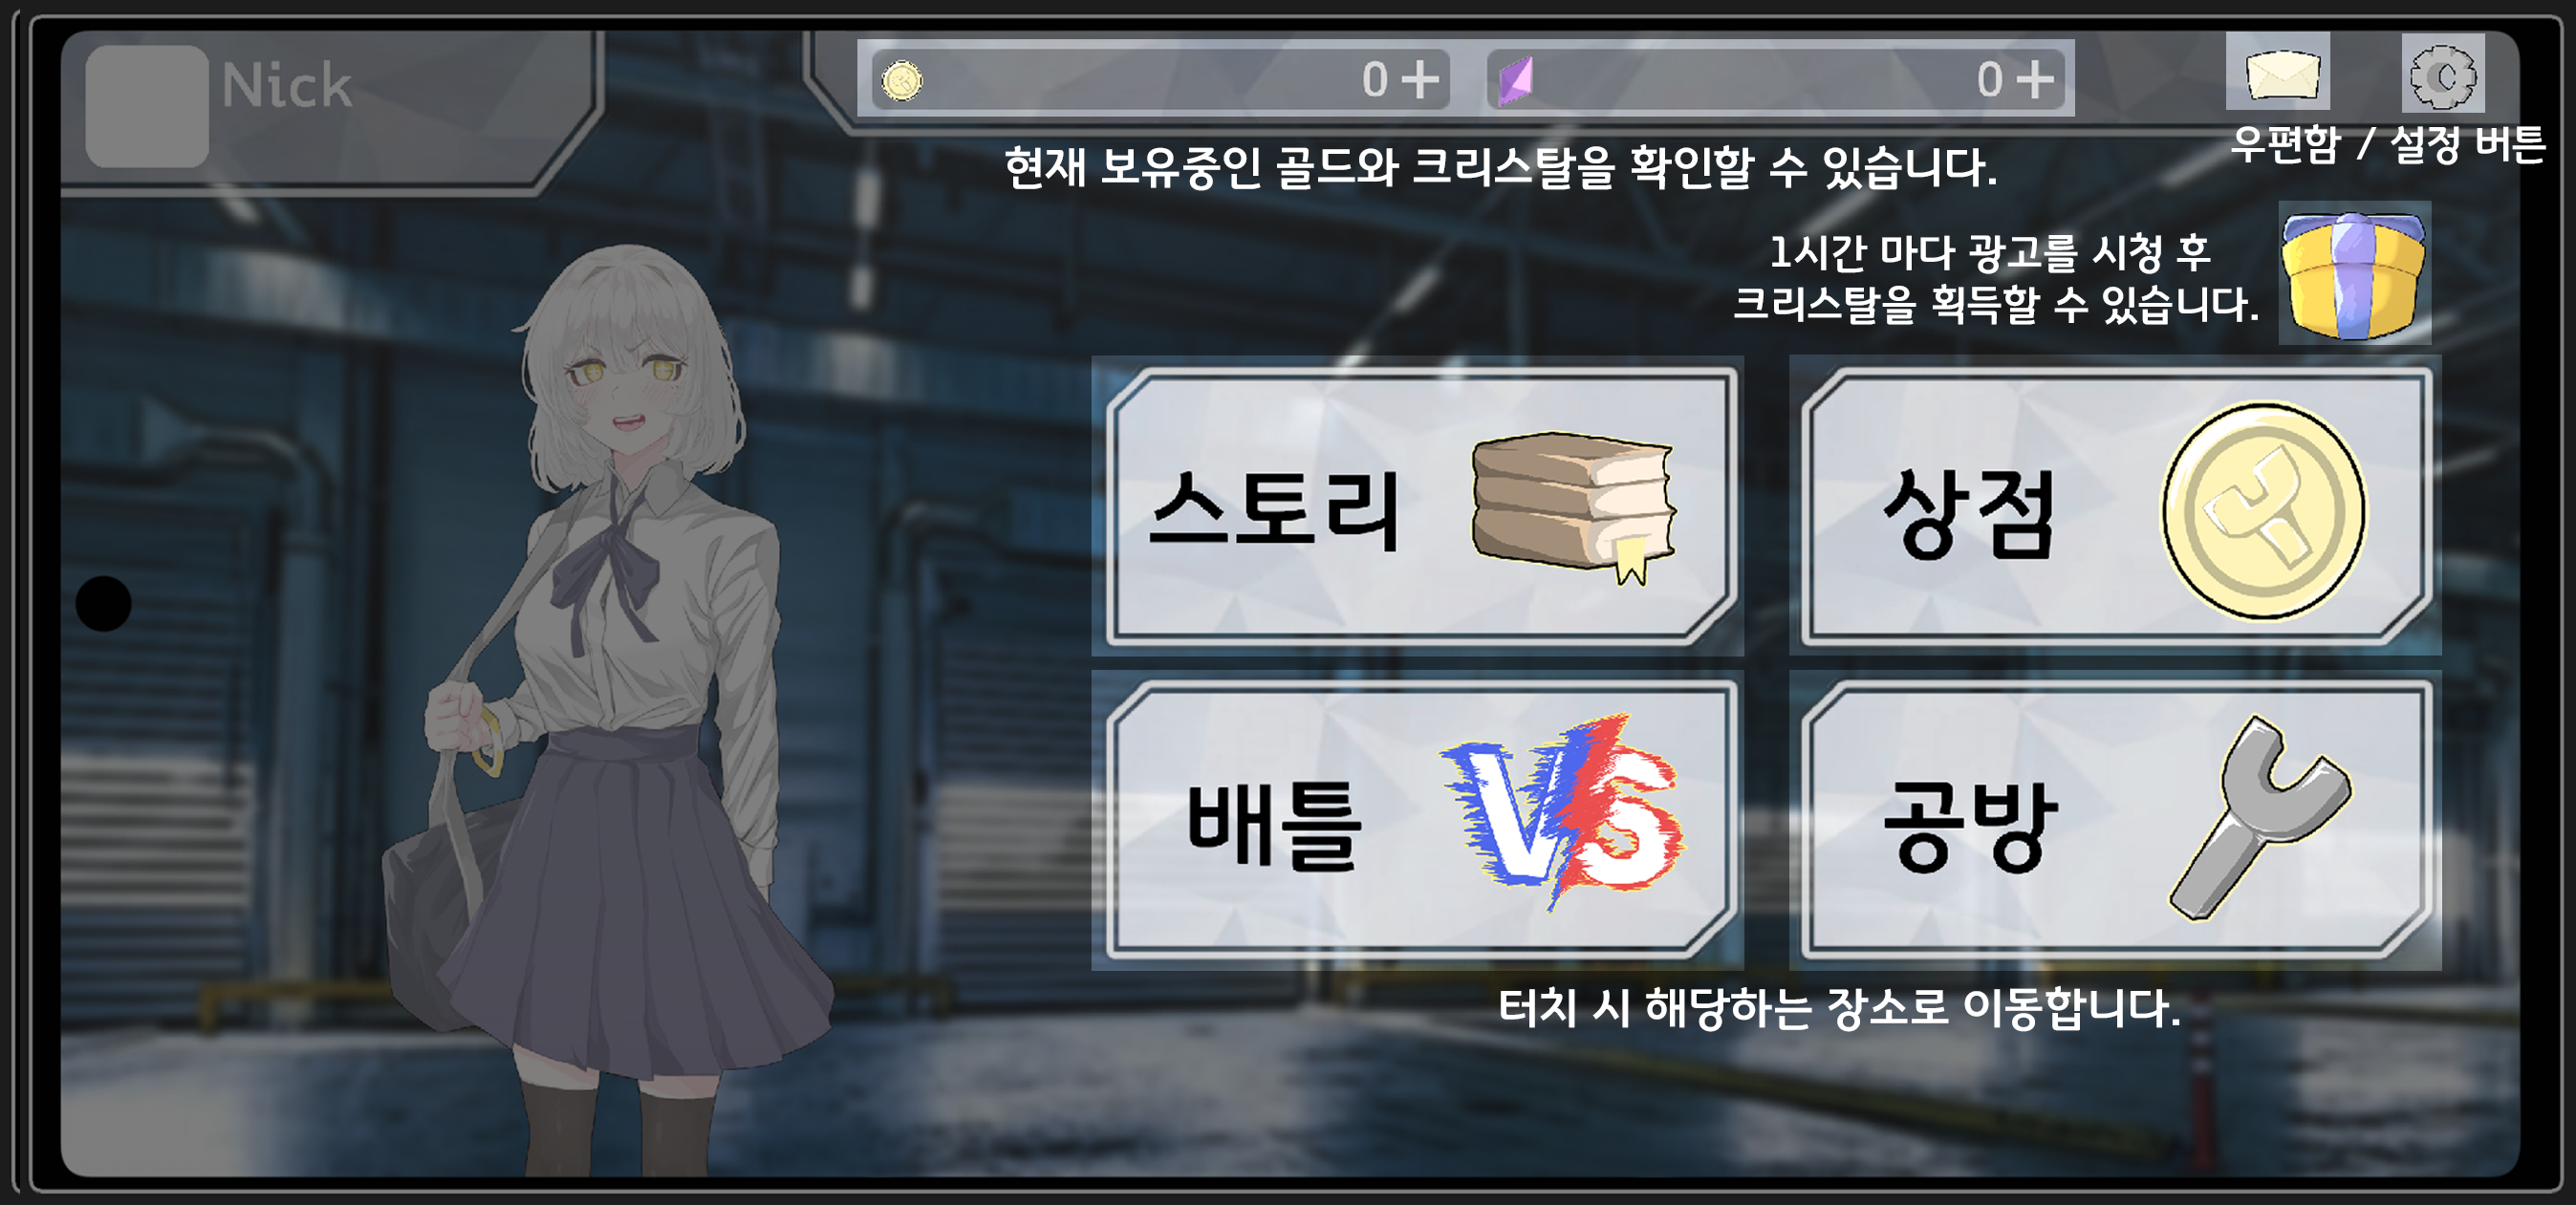 Nick
0 +
0 +
현재 보유중인 골드와 크리스탈을 확인할 수 있습니다.
우편함 / 설정 버튼
1시간 마다 광고를 시청 후
크리스탈을 획득할 수 있습니다.
스토리
상점
배틀
VS
공방
터치 시 해당하는 장소로 이동합니다.